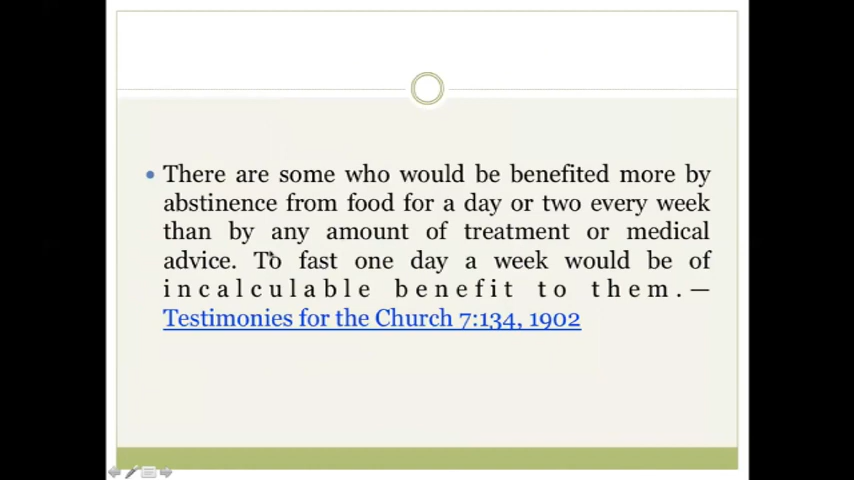 • There are some who would be benefited more by
abstinence from food for a day or two every week
than by any amount of treatment or medical
advice. To fast one day a week would be of
incalculable benefit to them.—
Testimonies for the Church 7:134, 1902